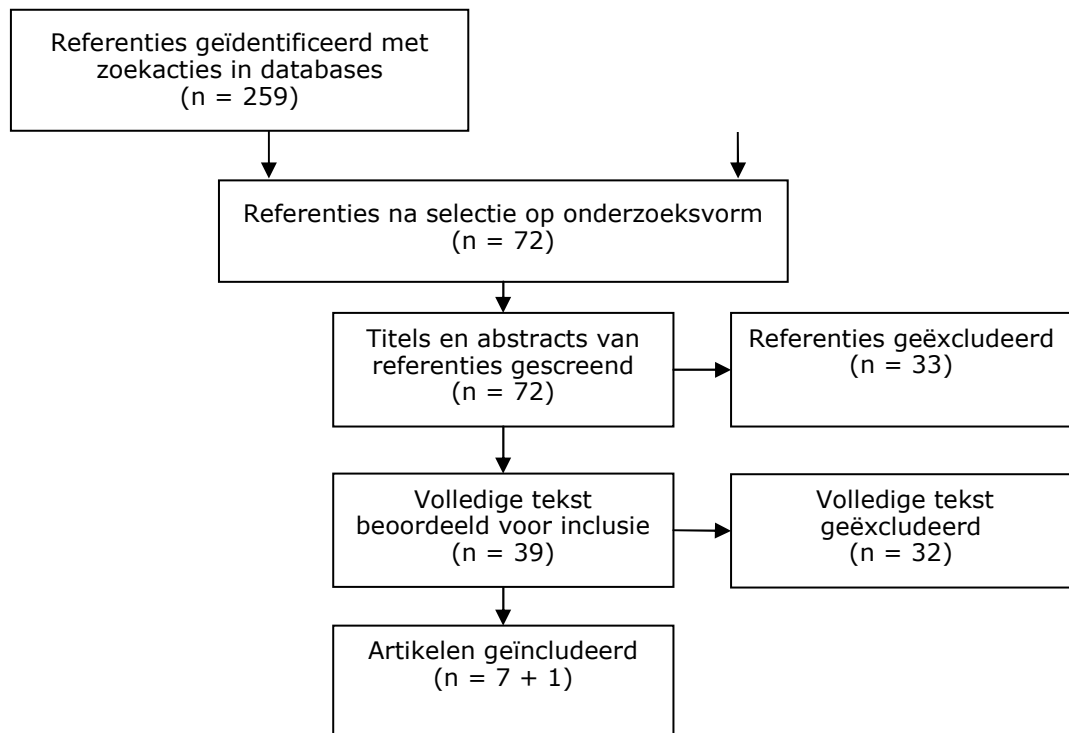 Referenties geïdentificeerd met
zoekacties in databases
(n = 259)
Referenties na selectie op onderzoeksvorm
(n = 72)
Titels en abstracts van
referenties gescreend
(n = 72)
Referenties geëxcludeerd
(n = 33)
Volledige tekst
beoordeeld voor inclusie
(n = 39)
Volledige tekst
geëxcludeerd
(n = 32)
Artikelen geïncludeerd
(n = 7 + 1)